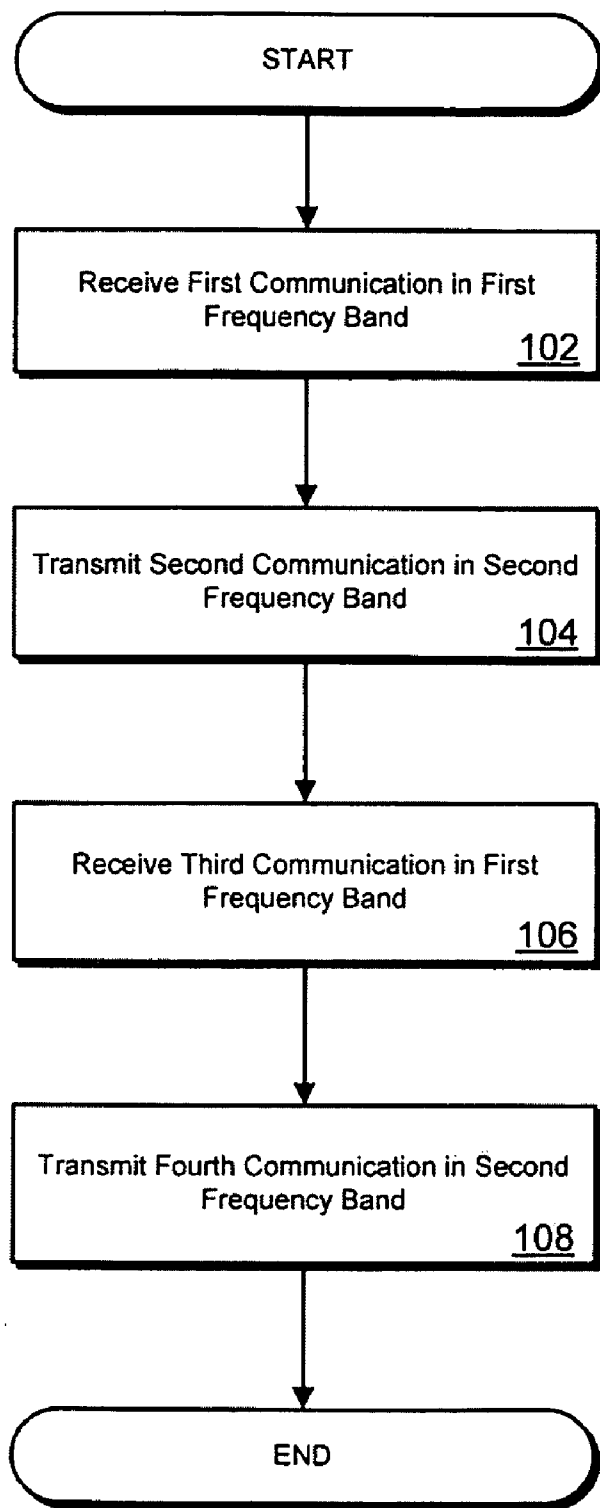 START
Receive First Communication in First
Frequency Band
102
Transmit Second Communication in Second
Frequency Band
104
Receive Third Communication in First
Frequency Band
106
Transmit Fourth Communication in Second
Frequency Band
108
END